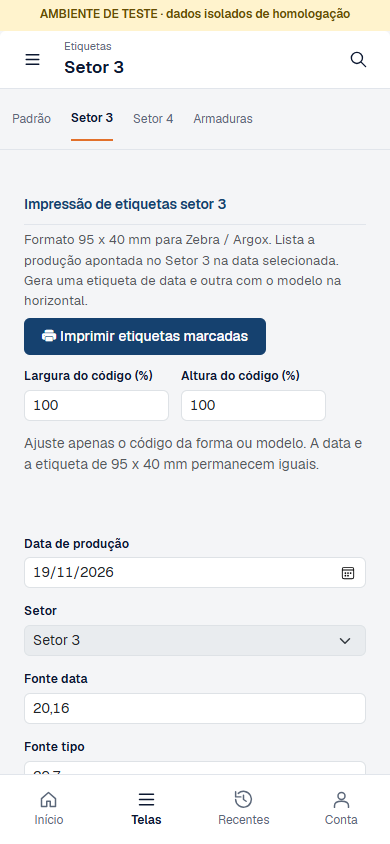 AMBIENTE DE TESTE · dados isolados de homologação
Etiquetas
Setor 3
Padrão Setor 3 Setor 4 Armaduras
Impressão de etiquetas setor 3
Formato 95 x 40 mm para Zebra / Argox. Lista a
produção apontada no Setor 3 na data selecionada.
Gera uma etiqueta de data e outra com o modelo na
horizontal.
Imprimir etiquetas marcadas
Largura do código (%) Altura do código (%)
100 100
Ajuste apenas o código da forma ou modelo. A data e
a etiqueta de 95 x 40 mm permanecem iguais.
Data de produção
19/11/2026
Setor
Setor 3
Fonte data
20,16
Fonte tipo
Início Telas Recentes Conta